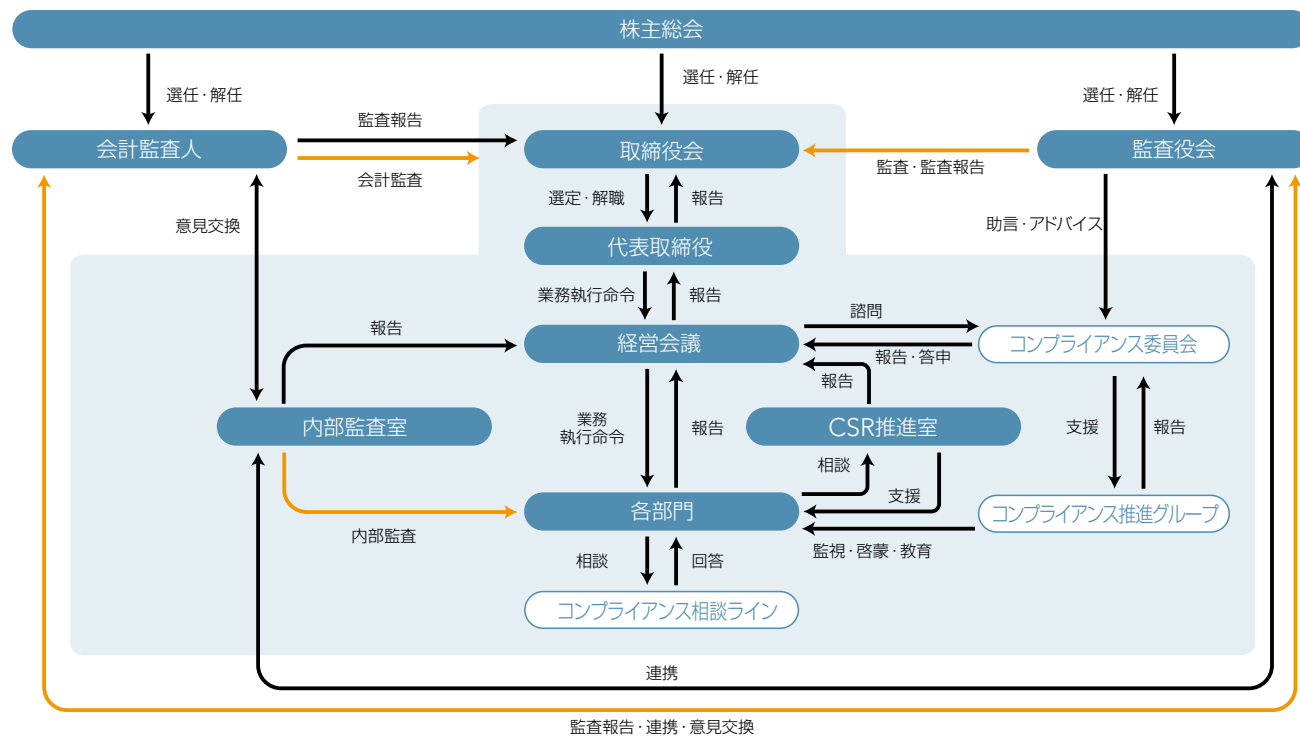 株主総会
選任・解任
選任・解任
選任・解任
会計監査人
監査報告
会計監査
取締役会
監査・監査報告
監査役会
意見交換
選定・解職
報告
助言・アドバイス
代表取締役
業務執行命令
報告
報告
経営会議
諮問
報告・答申
コンプライアンス委員会
報告
内部監査室
業務
執行命令
報告
CSR推進室
支援
報告
相談
支援
各部門
コンプライアンス推進グループ
内部監査
監視・啓蒙・教育
相談
回答
コンプライアンス相談ライン
連携
監査報告・連携・意見交換